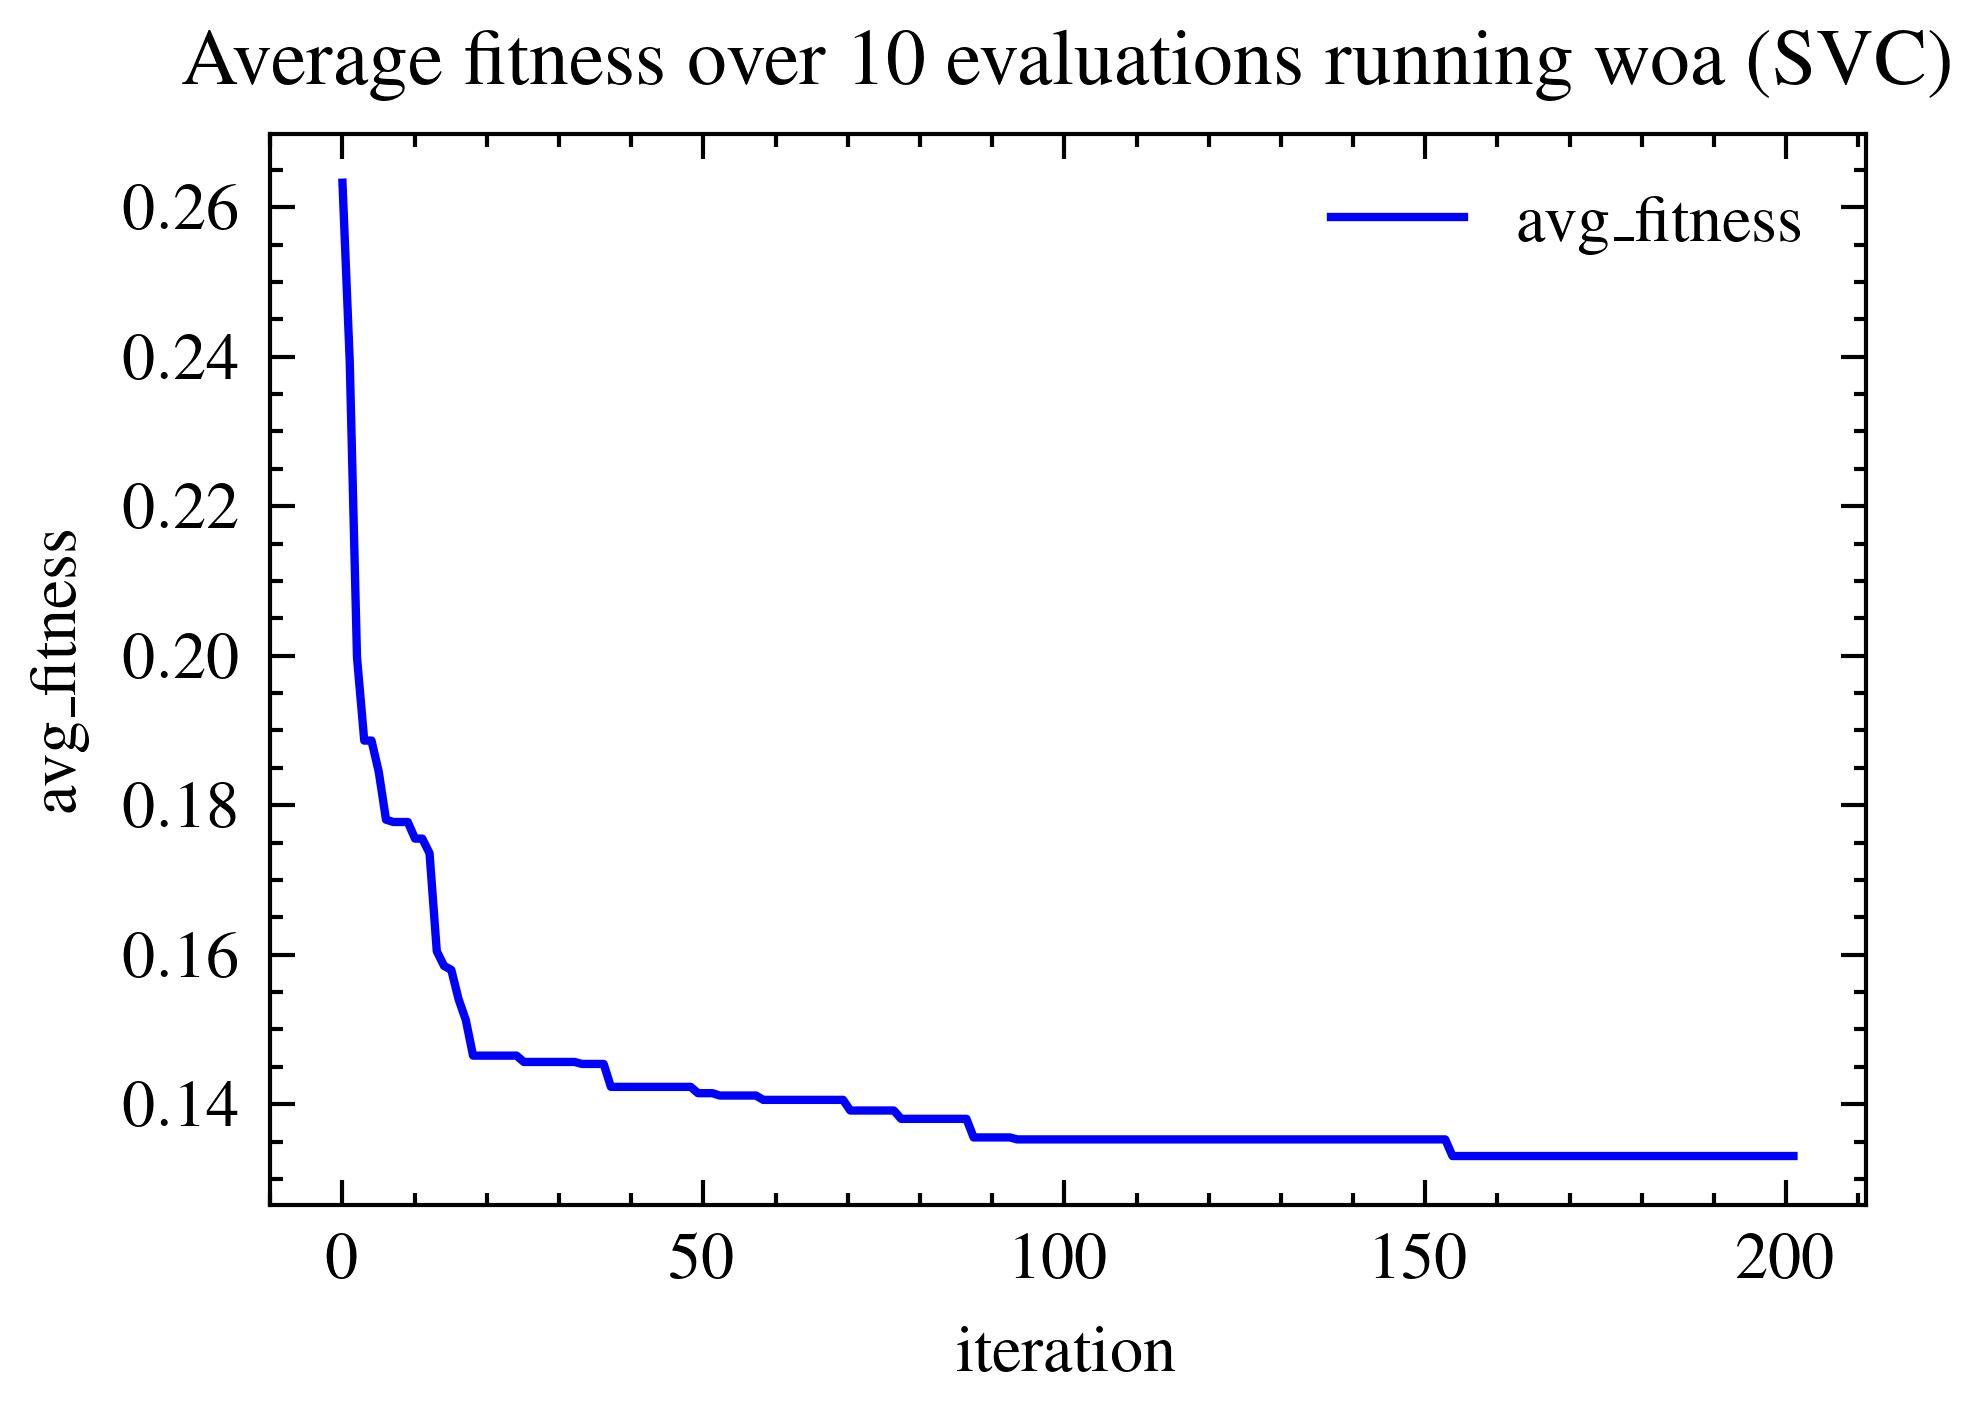 Average fitness over 10 evaluations running woa (SVC)
avg_fitness
0.26
0.24
0.22
0.20
0.18
0.16
0.14
avg_fitness
0 50 100 150 200
iteration